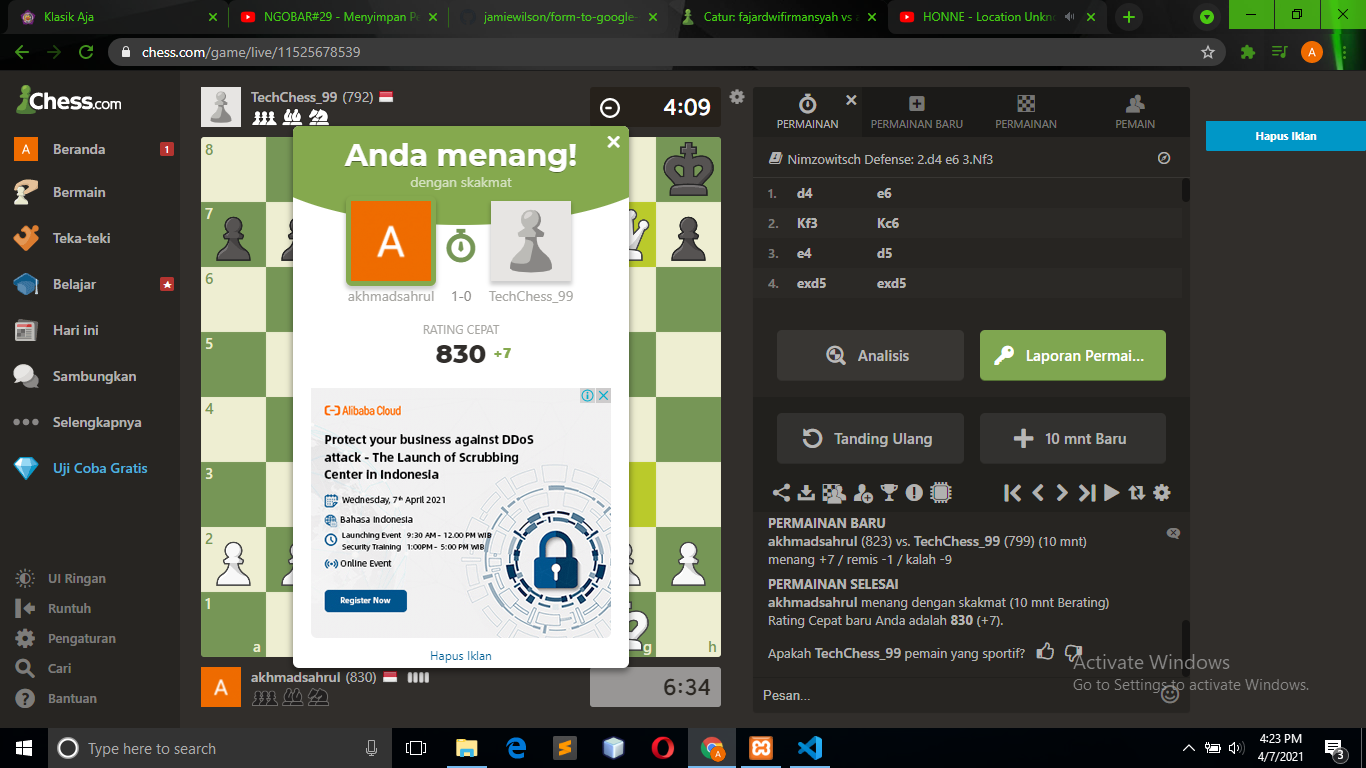 Klasik Aja
NGOBAR#29 - Menyimpan
jamiewilson/form-to-google-
Catur: fajardwifirmansyah vs
HONNE - Location Unkn
chess.com/game/live/11525678539
A
Chess.com
A Beranda 1
Bermain
Teka-teki
Belajar
Hari ini
Sambungkan
Selengkapnya
Uji Coba Gratis
UI Ringan
Runtuh
Pengaturan
Cari
Bantuan
TechChess_99 (792)
4:09
8
7
6
5
4
3
2
1
a
g
h
Anda menang!
dengan skakmat
A
akhmadsahrul 1-0 TechChess_99
RATING CEPAT
830 +7
Alibaba Cloud
Protect your business against DDoS
attack - The Launch of Scrubbing
Center in Indonesia
Wednesday, 7th April 2021
Bahasa Indonesia
Launching Event 9:30 AM - 12.00 PM WIB
Security Training 1:00PM - 5:00 PM WIB
Online Event
Register Now
Hapus Iklan
A
akhmadsahrul (830)
6:34
PERMAINAN
PERMAINAN BARU
PERMAINAN
PEMAIN
Nimzowitsch Defense: 2.d4 e6 3.Nf3
1. d4 e6
2. Kf3 Kc6
3. e4 d5
4. exd5 exd5
Analisis
Laporan Permai...
Tanding Ulang
10 mnt Baru
PERMAINAN BARU
akhmadsahrul (823) vs. TechChess_99 (799) (10 mnt)
menang +7 / remis -1 / kalah -9
PERMAINAN SELESAI
akhmadsahrul menang dengan skakmat (10 mnt Berating)
Rating Cepat baru Anda adalah 830 (+7).
Apakah TechChess_99 pemain yang sportif?
Pesan...
Hapus Iklan
Activate Windows
Go to Settings to activate Windows.
Type here to search
A
4:23 PM
4/7/2021
3